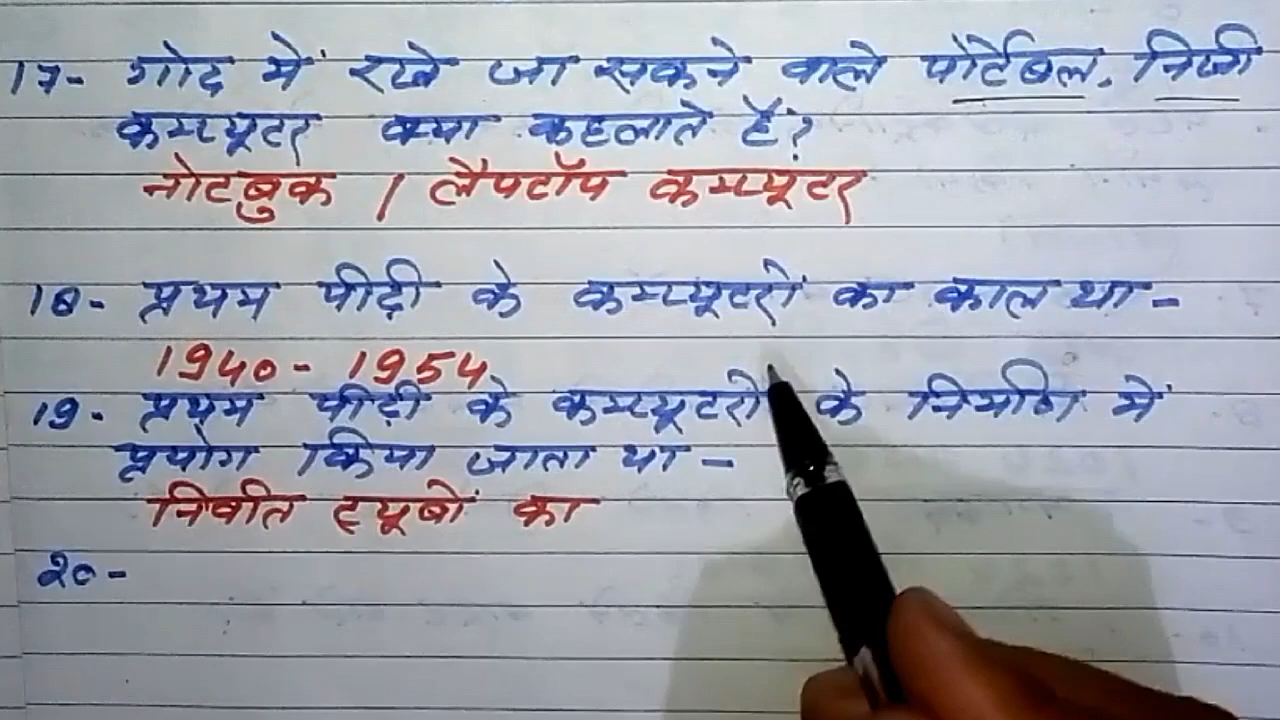 17- गोद में रखे जा सकने वाले पोर्टेबल, निजी
कम्प्यूटर क्या कहलाते हैं?
नोटबुक / लैपटॉप कम्प्यूटर
18- प्रथम पीढ़ी के कम्प्यूटरों का काल था -
1940 - 1954
19- प्रथम पीढ़ी के कम्प्यूटरों के निर्माण में
प्रयोग किया जाता था -
निर्वात ट्यूबों का
20-